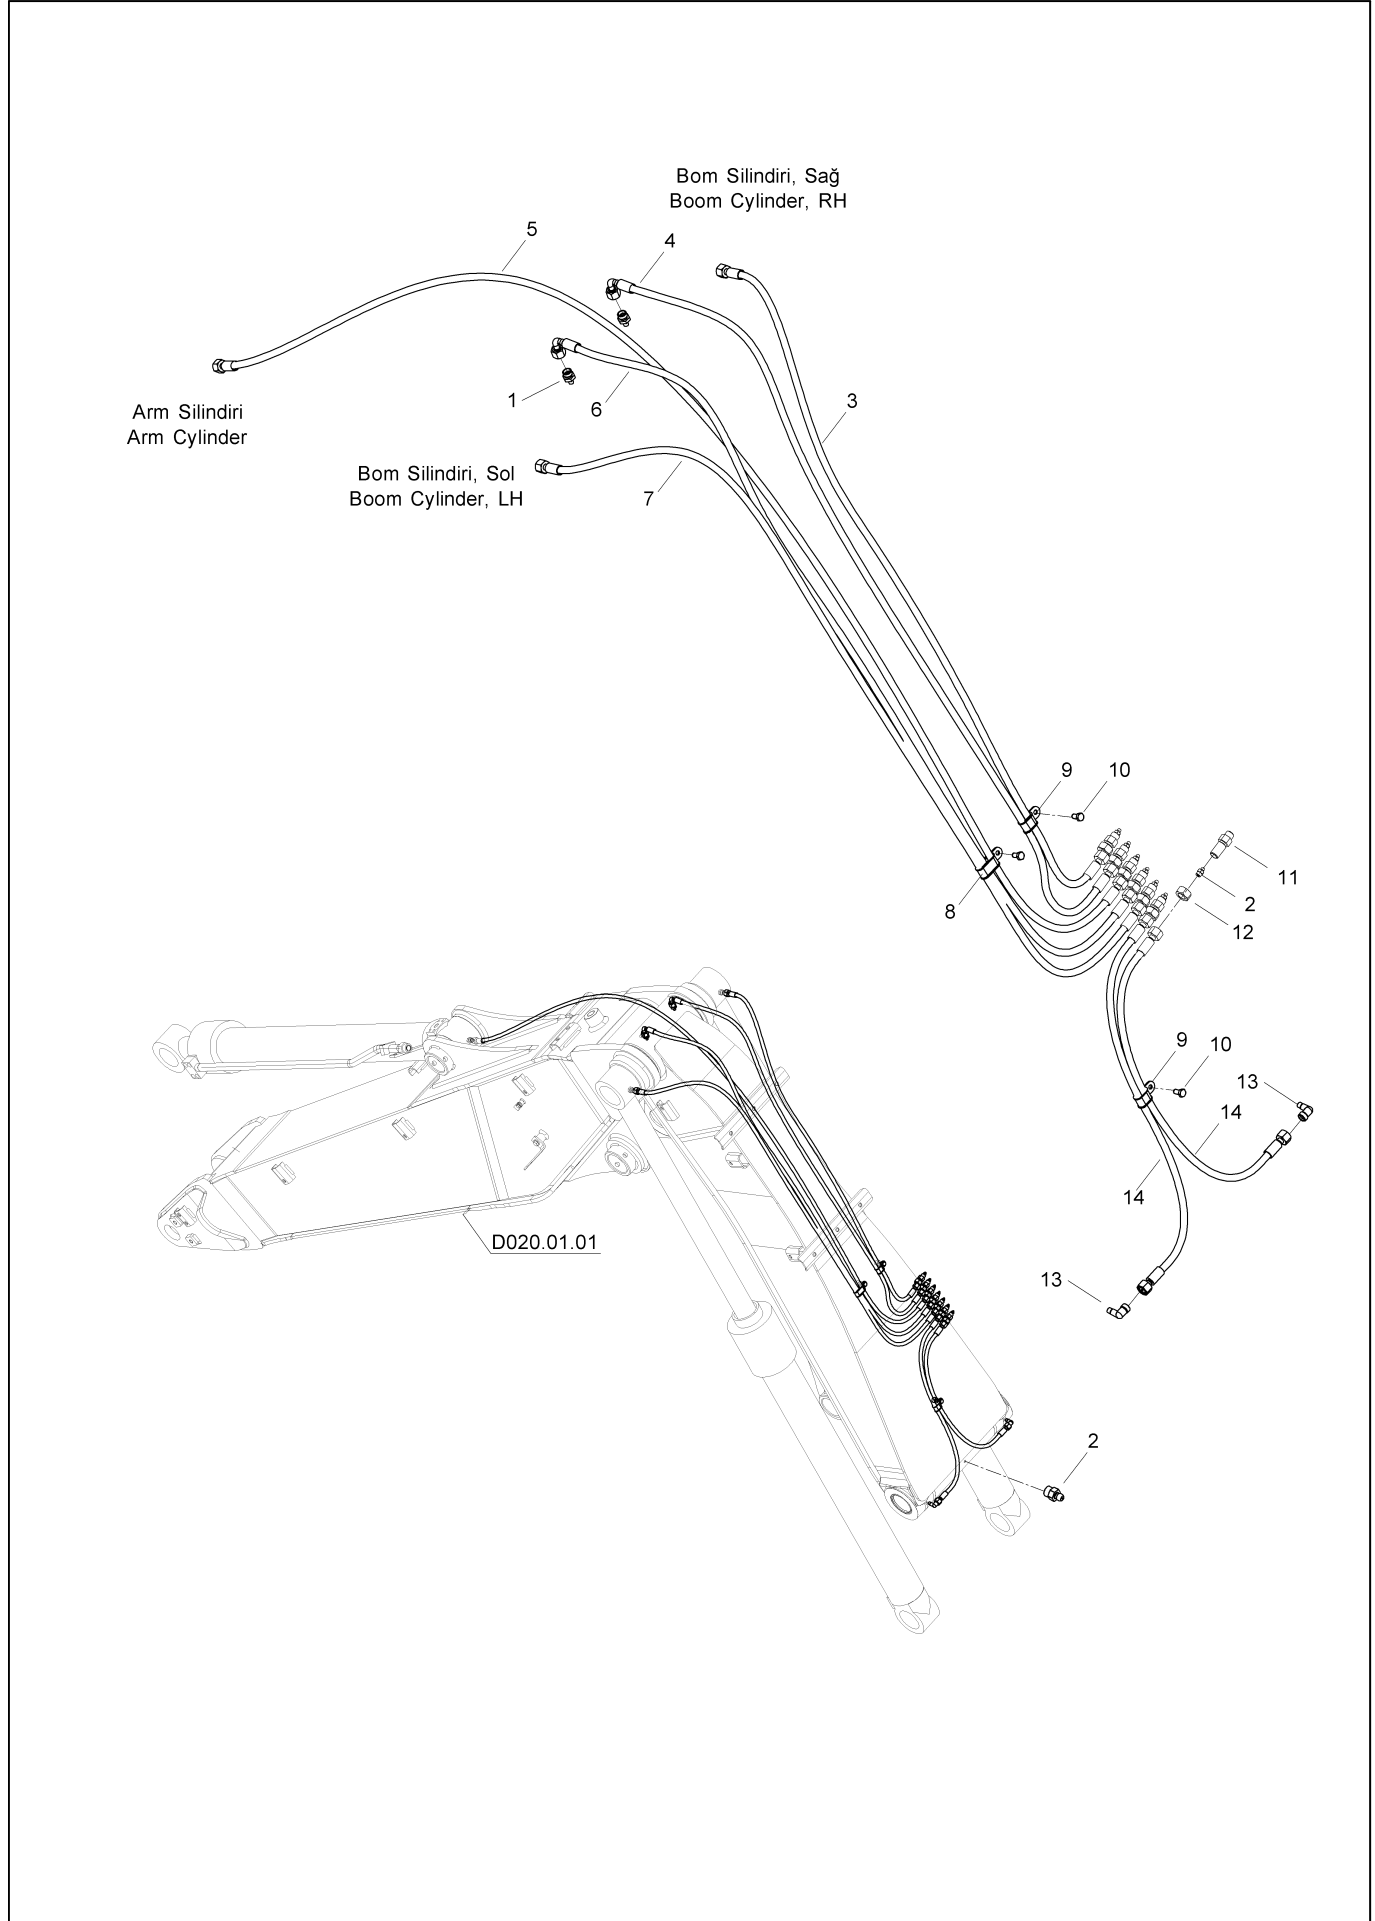 Bom Silindiri, Sağ
Boom Cylinder, RH
5
4
1
6
3
Arm Silindiri
Arm Cylinder
Bom Silindiri, Sol
Boom Cylinder, LH
7
9
10
11
2
8
12
9
10
13
14
14
D020.01.01
13
2